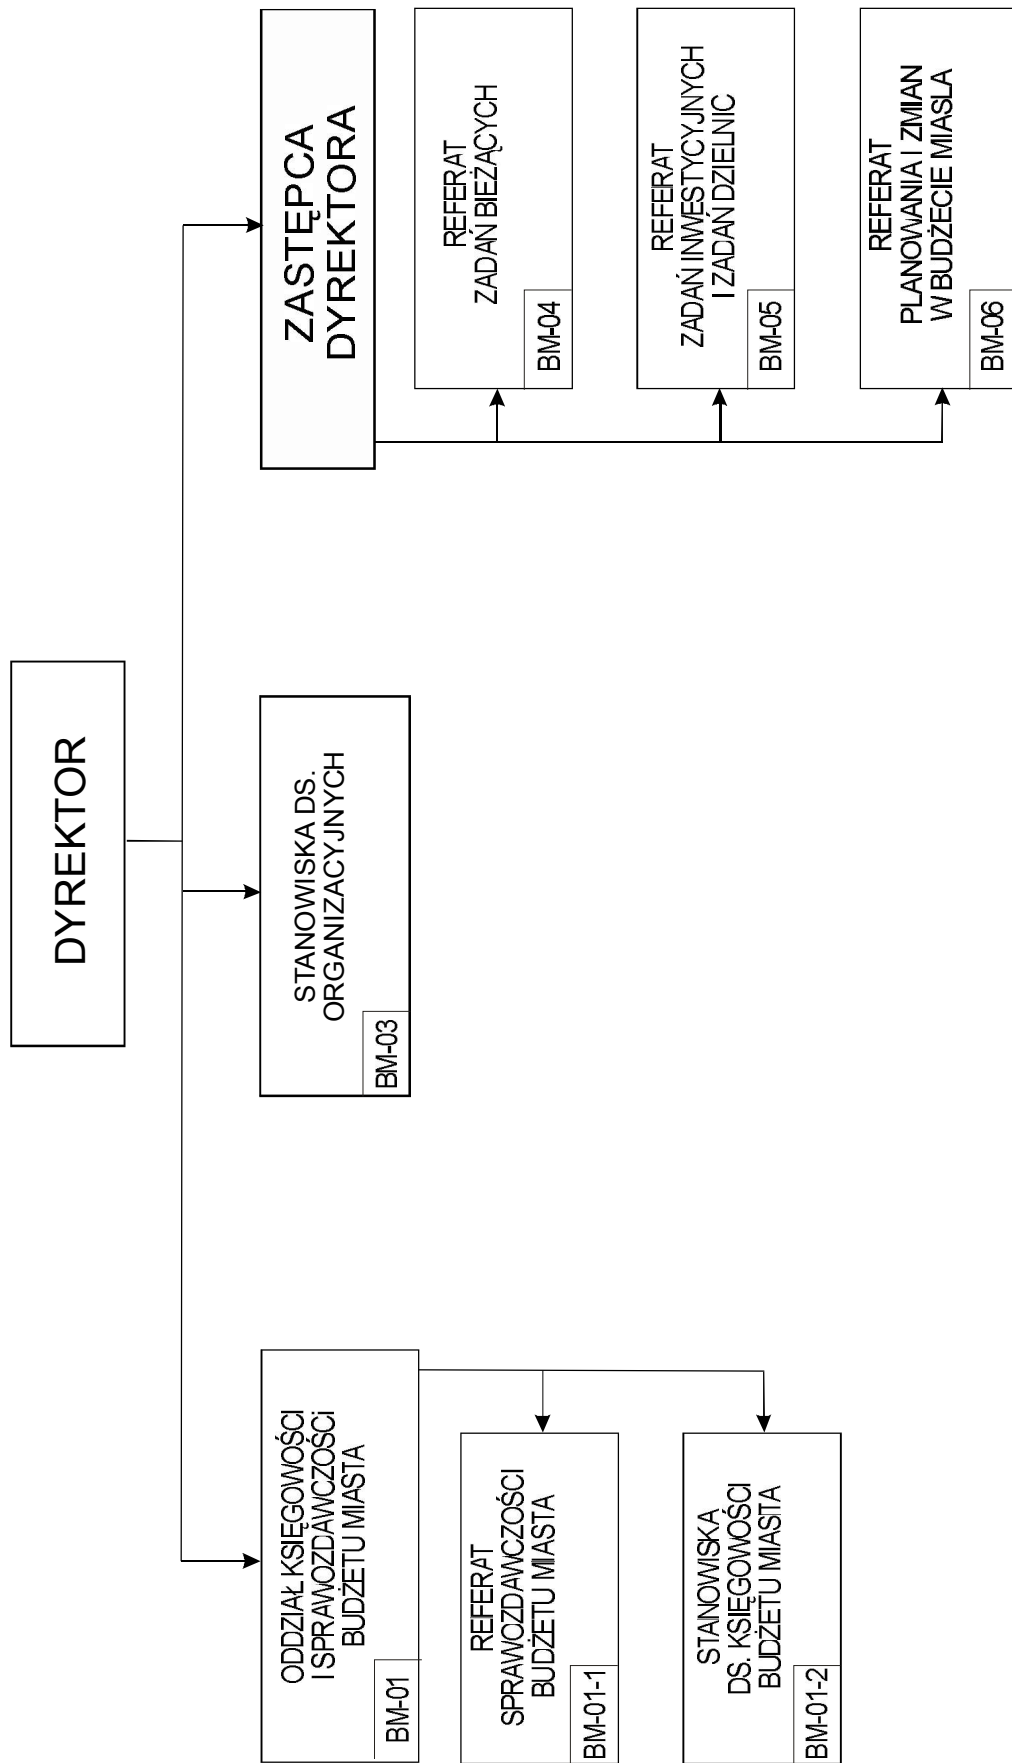 DYREKTOR
ODDZIAŁ KSIĘGOWOŚCI
I SPRAWOZDAWCZOŚCi
BUDŻETU MIASTA
BM-01
REFERAT
SPRAWOZDAWCZOŚCI
BUDŻETU MIASTA
BM-01-1
STANOWISKA
DS. KSIĘGOWOŚCI
BUDŻETU MIASTA
BM-01-2
STANOWISKA DS.
ORGANIZACYJNYCH
BM-03
ZASTĘPCA
DYREKTORA
REFERAT
ZADAŃ BIEŻĄCYCH
BM-04
REFERAT
ZADAŃ INWESTYCYJNYCH
I ZADAŃ DZIELNIC
BM-05
REFERAT
PLANOWANIA I ZMIAN
W BUDŻECIE MIASLA
BM-06